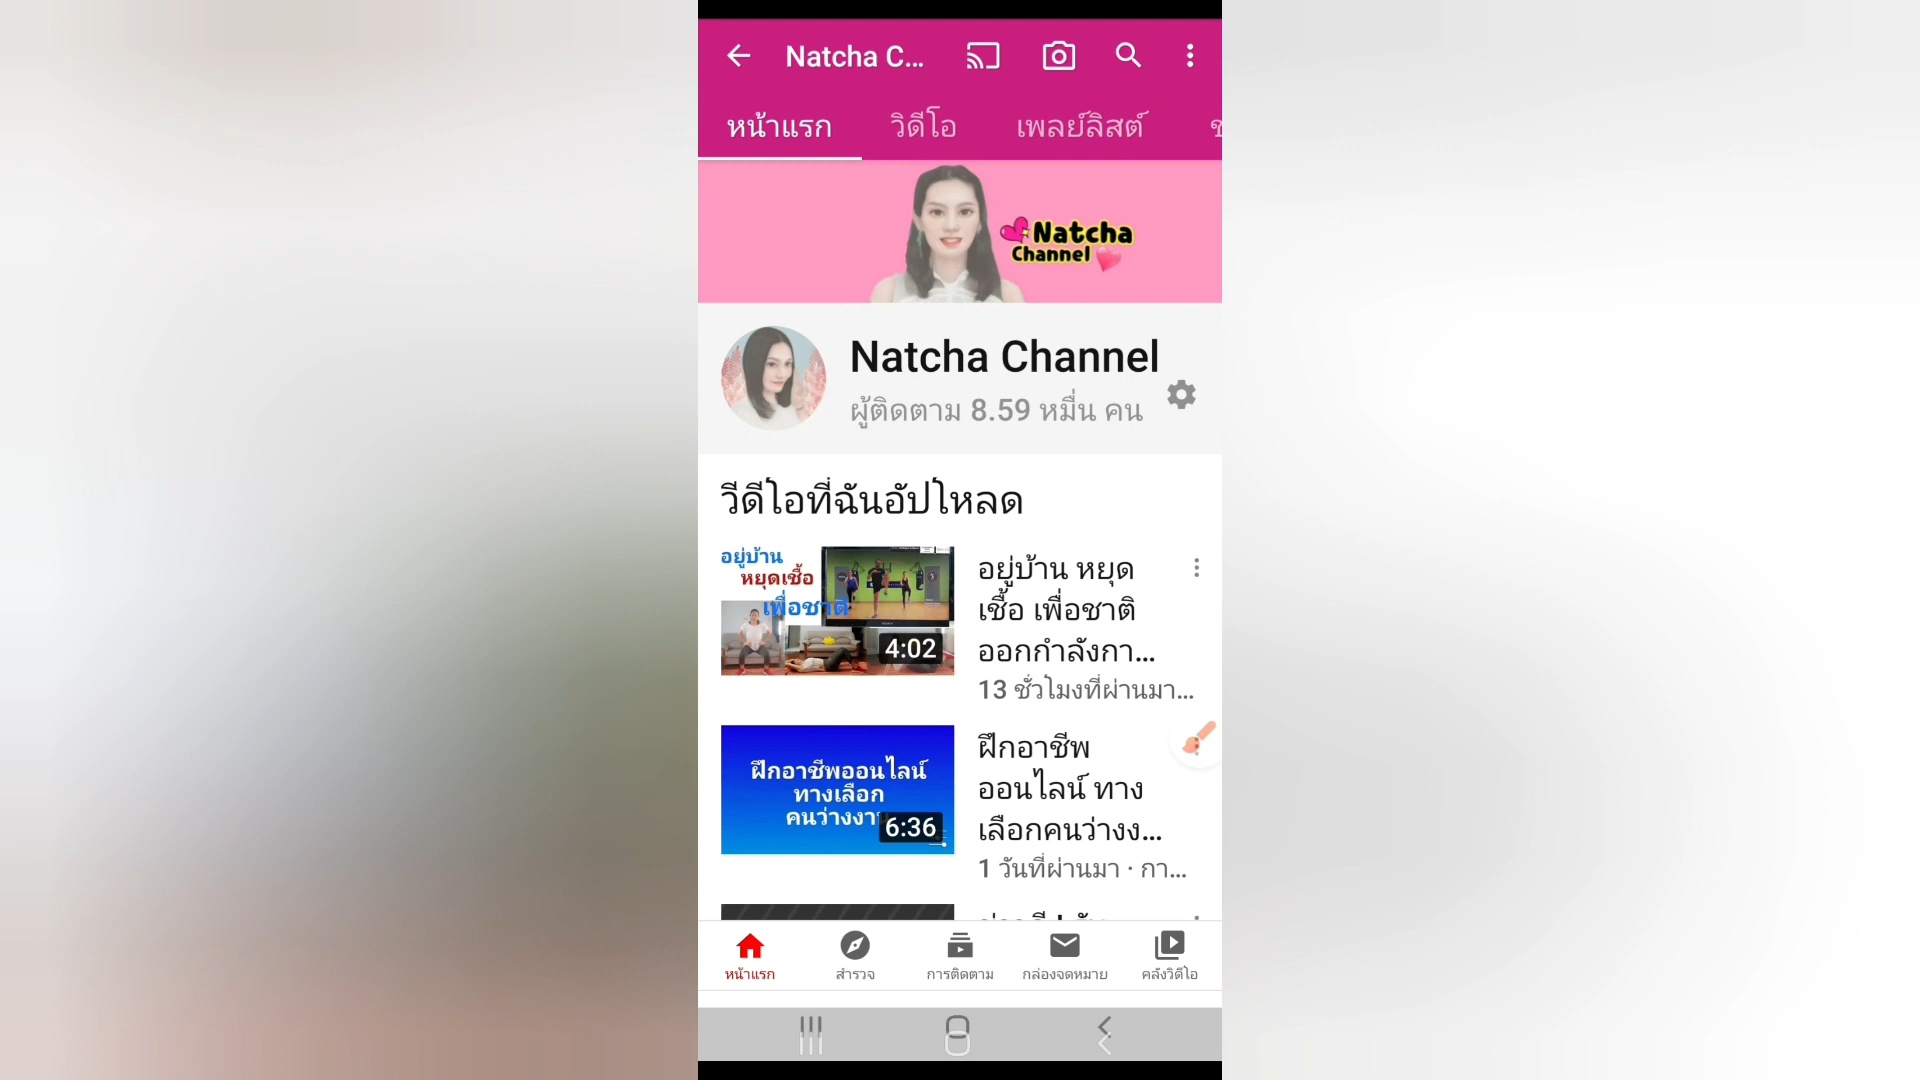 Natcha C...
หน้าแรก
วิดีโอ
เพลย์ลิสต์
Natcha
Channel
Natcha Channel
ผู้ติดตาม 8.59 หมื่น คน
วีดีโอที่ฉันอัปโหลด
อยู่บ้าน
หยุดเชื้อ
เพื่อชาติ
4:02
อยู่บ้าน หยุด
เชื้อ เพื่อชาติ
ออกกำลังกา...
13 ชั่วโมงที่ผ่านมา...
ฝึกอาชีพออนไลน์
ทางเลือก
คนว่างงาน
6:36
ฝึกอาชีพ
ออนไลน์ ทาง
เลือกคนว่างง...
1 วันที่ผ่านมา · กา...
หน้าแรก
สำรวจ
การติดตาม
กล่องจดหมาย
คลังวิดีโอ